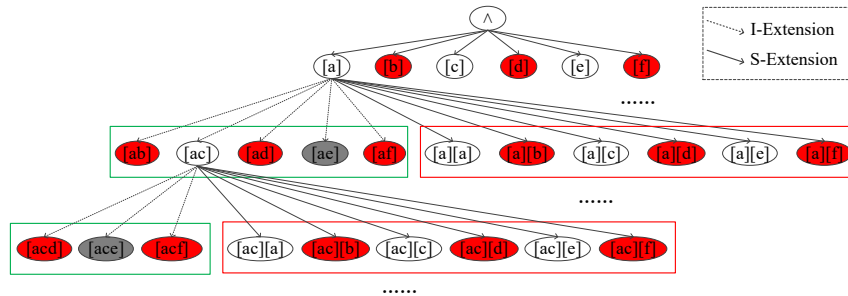 ∧
I-Extension
S-Extension
[a] [b] [c] [d] [e] [f]
......
[ab] [ac] [ad] [ae] [af] [a][a] [a][b] [a][c] [a][d] [a][e] [a][f]
......
[acd] [ace] [acf] [ac][a] [ac][b] [ac][c] [ac][d] [ac][e] [ac][f]
......